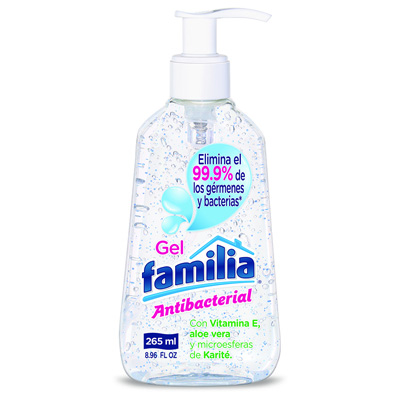 Elimina el
99.9% de
los gérmenes
y bacterias*
Gel
familia
Antibacterial
Con Vitamina E,
aloe vera
y microesferas
de Karité.
265 ml
8.96 FL OZ